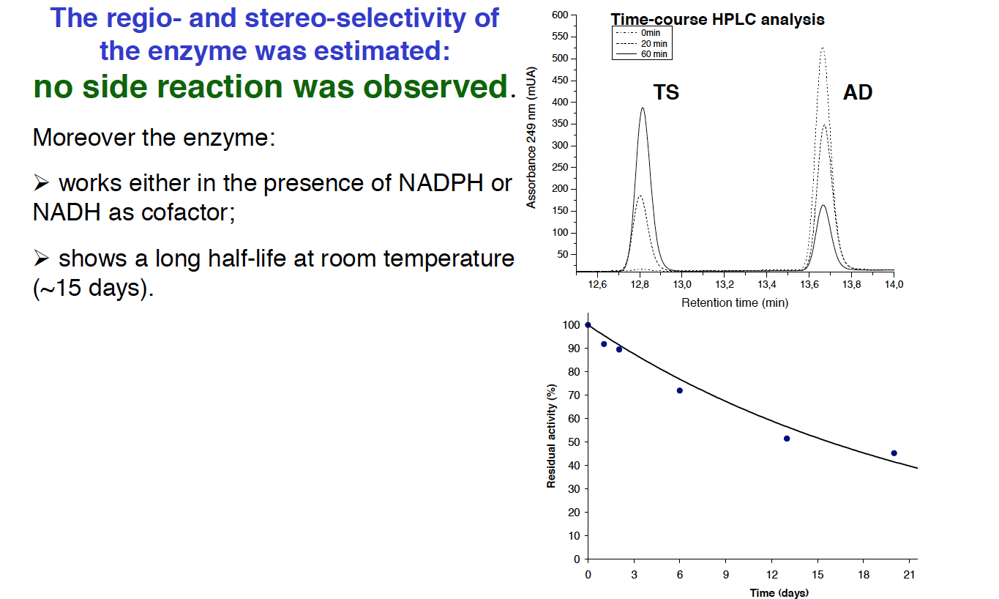 The regio- and stereo-selectivity of
the enzyme was estimated:
no side reaction was observed.
Moreover the enzyme:
➢ works either in the presence of NADPH or
NADH as cofactor;
➢ shows a long half-life at room temperature
(~15 days).
Time-course HPLC analysis
0min
20 min
60 min
TS
AD
Assorbance 249 nm (mUA)
600
550
500
450
400
350
300
250
200
150
100
50
12,6 12,8 13,0 13,2 13,4 13,6 13,8 14,0
Retention time (min)
Residual activity (%)
100
90
80
70
60
50
40
30
20
10
0
0 3 6 9 12 15 18 21
Time (days)